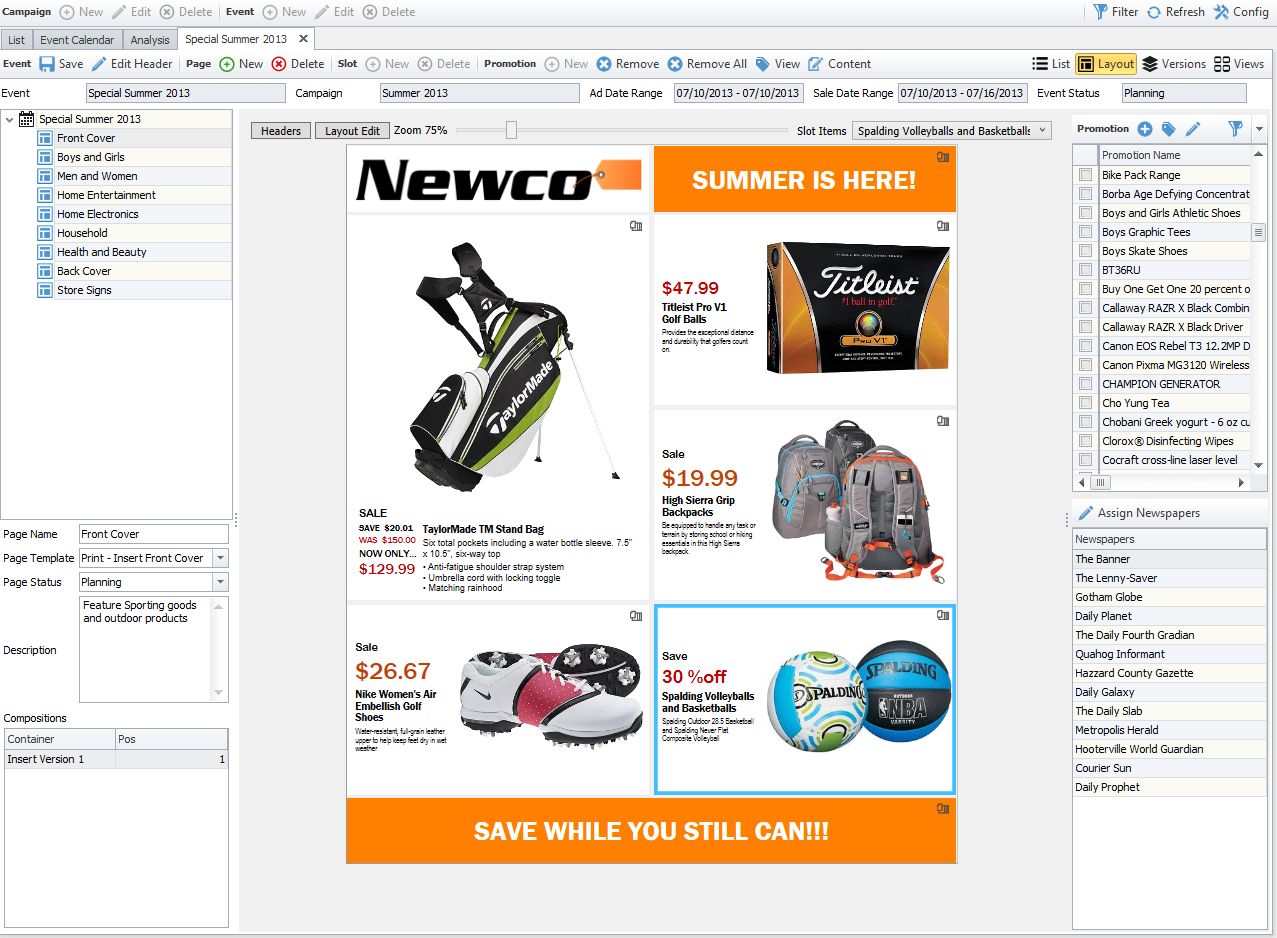 Campaign New Edit Delete Event New Edit Delete Filter Refresh Config
List Event Calendar Analysis Special Summer 2013
Event Save Edit Header Page New Delete Slot New Delete Promotion New Remove Remove All View Content List Layout Versions Views
Event Special Summer 2013 Campaign Summer 2013 Ad Date Range 07/10/2013 - 07/10/2013 Sale Date Range 07/10/2013 - 07/16/2013 Event Status Planning
Special Summer 2013
Front Cover
Boys and Girls
Men and Women
Home Entertainment
Home Electronics
Household
Health and Beauty
Back Cover
Store Signs
Page Name Front Cover
Page Template Print - Insert Front Cover
Page Status Planning
Description
Feature Sporting goods
and outdoor products
Compositions
Container Pos
Insert Version 1 1
Headers Layout Edit Zoom 75% Slot Items Spalding Volleyballs and Basketballs
Newco
SUMMER IS HERE!
TaylorMade
SALE
SAVE $20.01
WAS $150.00
NOW ONLY...
$129.99
TaylorMade TM Stand Bag
Six total pockets including a water bottle sleeve. 7.5"
x 10.5", six-way top
• Anti-fatigue shoulder strap system
• Umbrella cord with locking toggle
• Matching rainhood
$47.99
Titleist Pro V1
Golf Balls
Provides the exceptional distance
and durability that golfers count
on.
Titleist
#1 ball in golf.
PRO V1
Sale
$19.99
High Sierra Grip
Backpacks
Be equipped to handle any task or
terrain by storing school or hiking
essentials in this High Sierra
backpack.
Sale
$26.67
Nike Women's Air
Embellish Golf
Shoes
Water-resistant, full-grain leather
upper to help keep feet dry in wet
weather
Save
30 %off
Spalding Volleyballs
and Basketballs
Spalding Outdoor 28.5 Basketball
and Spalding Never Flat
Composite Volleyball
SPALDING
SPALDING
OUTDOOR
NBA
VARSITY
SAVE WHILE YOU STILL CAN!!!
Promotion
Promotion Name
Bike Pack Range
Borba Age Defying Concentrat
Boys and Girls Athletic Shoes
Boys Graphic Tees
Boys Skate Shoes
BT36RU
Buy One Get One 20 percent o
Callaway RAZR X Black Combin
Callaway RAZR X Black Driver
Canon EOS Rebel T3 12.2MP D
Canon Pixma MG3120 Wireless
CHAMPION GENERATOR
Cho Yung Tea
Chobani Greek yogurt - 6 oz cu
Clorox® Disinfecting Wipes
Cocraft cross-line laser level
Assign Newspapers
Newspapers
The Banner
The Lenny-Saver
Gotham Globe
Daily Planet
The Daily Fourth Gradian
Quahog Informant
Hazzard County Gazette
Daily Galaxy
The Daily Slab
Metropolis Herald
Hooterville World Guardian
Courier Sun
Daily Prophet